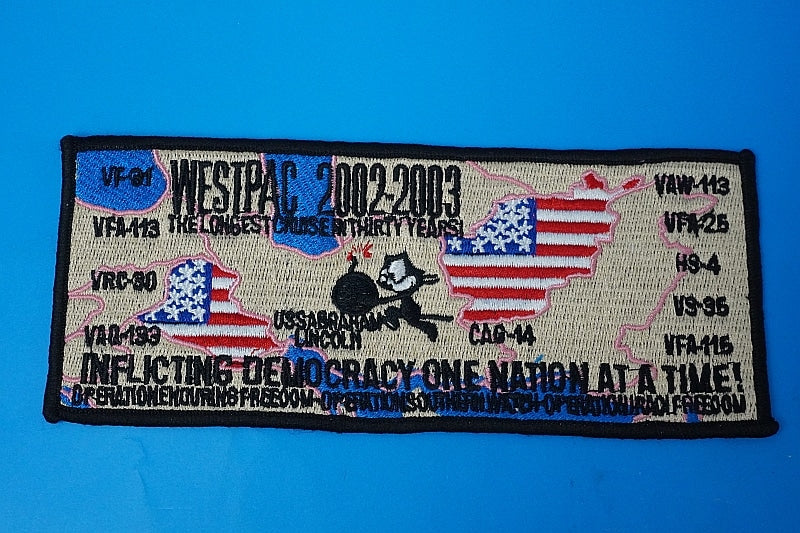 VF-31
WESTPAC 2002-2003
VAW-113
VFA-113
THE LONGEST CRUISE IN THIRTY YEARS!
VFA-25
VRC-30
HS-4
USS ABRAHAM
LINCOLN
VS-35
VAQ-139
CAG-14
VFA-115
INFLICTING DEMOCRACY ONE NATION AT A TIME!
OPERATION ENDURING FREEDOM-OPERATION SOUTHERN WATCH-OPERATION IRAQI FREEDOM